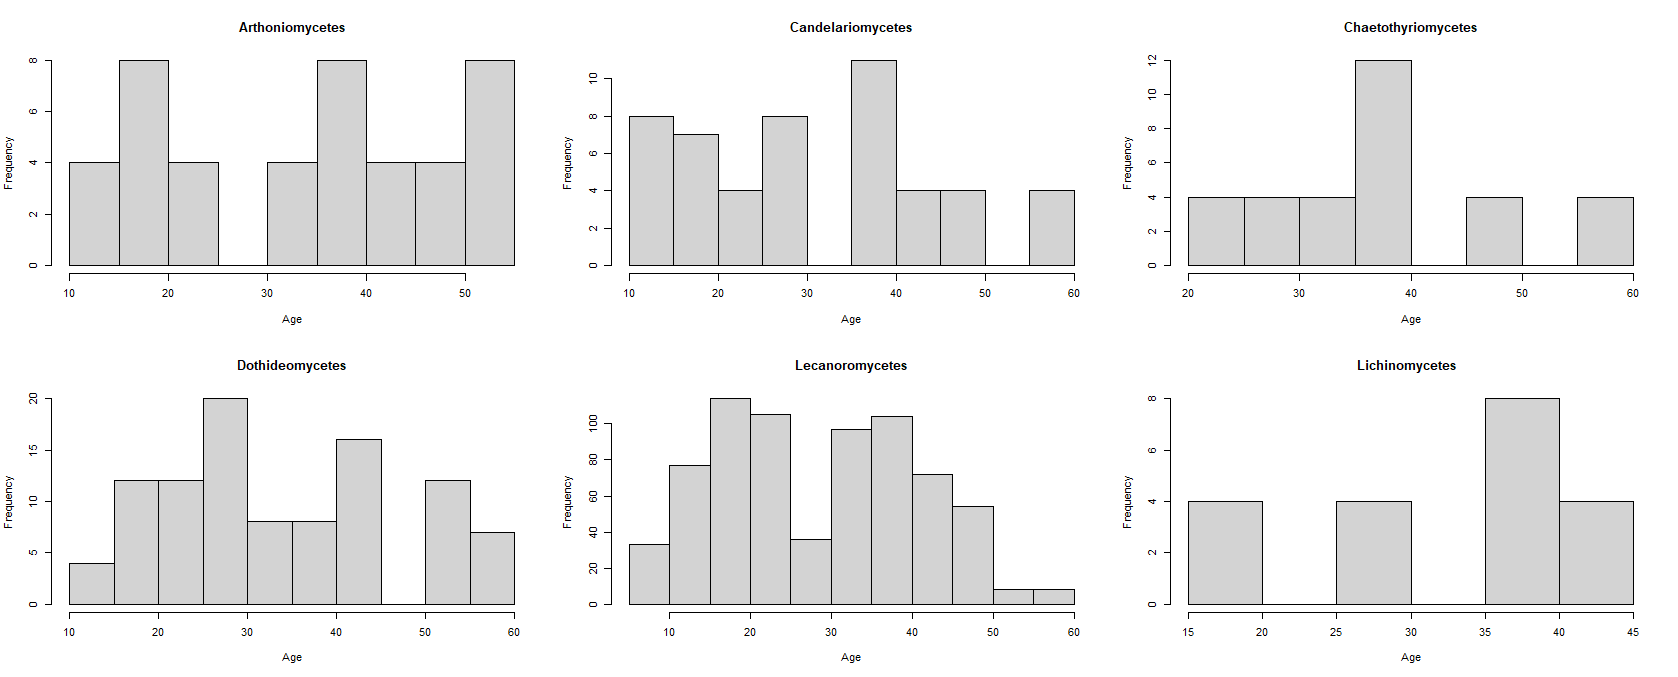 Arthoniomycetes
Frequency
0 2 4 6 8
10 20 30 40 50
Age
Candelariomycetes
Frequency
0 2 4 6 8 10
10 20 30 40 50 60
Age
Chaetothyriomycetes
Frequency
0 2 4 6 8 10 12
20 30 40 50 60
Age
Dothideomycetes
Frequency
0 5 10 15 20
10 20 30 40 50 60
Age
Lecanoromycetes
Frequency
0 20 40 60 80 100
10 20 30 40 50 60
Age
Lichinomycetes
Frequency
0 2 4 6 8
15 20 25 30 35 40 45
Age